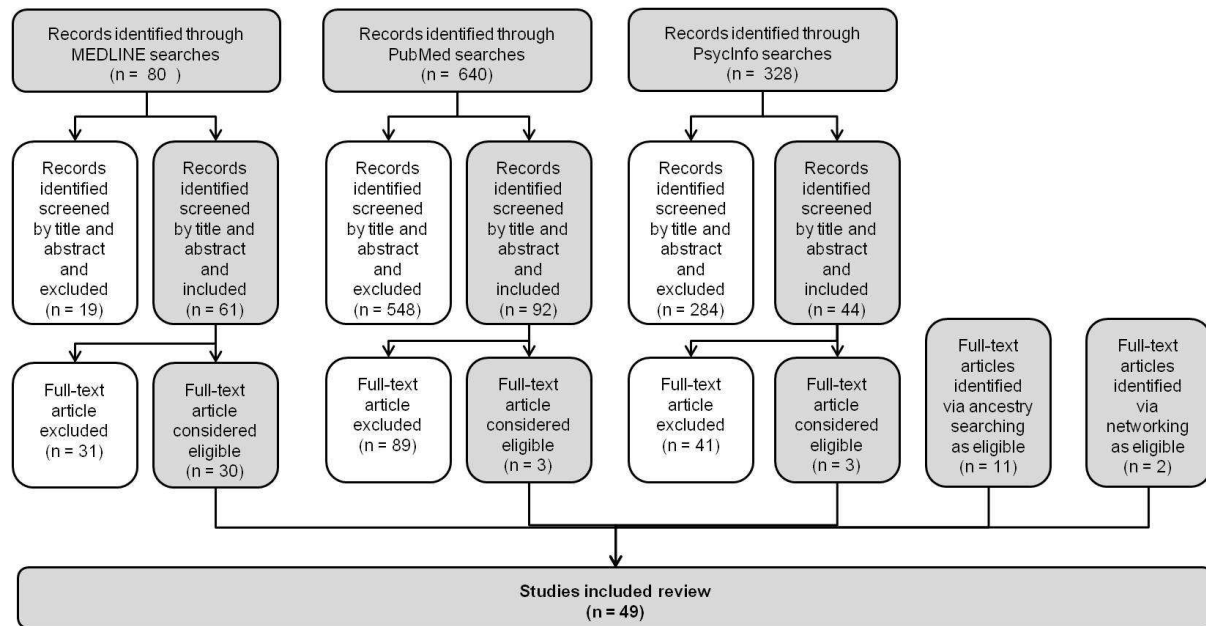 Records identified through
MEDLINE searches
(n = 80 )
Records identified through
PubMed searches
(n = 640)
Records identified through
PsycInfo searches
(n = 328)
Records
identified
screened
by title and
abstract
and
excluded
(n = 19)
Records
identified
screened
by title and
abstract
and
included
(n = 61)
Records
identified
screened
by title and
abstract
and
excluded
(n = 548)
Records
identified
screened
by title and
abstract
and
included
(n = 92)
Records
identified
screened
by title and
abstract
and
excluded
(n = 284)
Records
identified
screened
by title and
abstract
and
included
(n = 44)
Full-text
article
excluded
(n = 31)
Full-text
article
considered
eligible
(n = 30)
Full-text
article
excluded
(n = 89)
Full-text
article
considered
eligible
(n = 3)
Full-text
article
excluded
(n = 41)
Full-text
article
considered
eligible
(n = 3)
Full-text
articles
identified
via ancestry
searching
as eligible
(n = 11)
Full-text
articles
identified
via
networking
as eligible
(n = 2)
Studies included review
(n = 49)